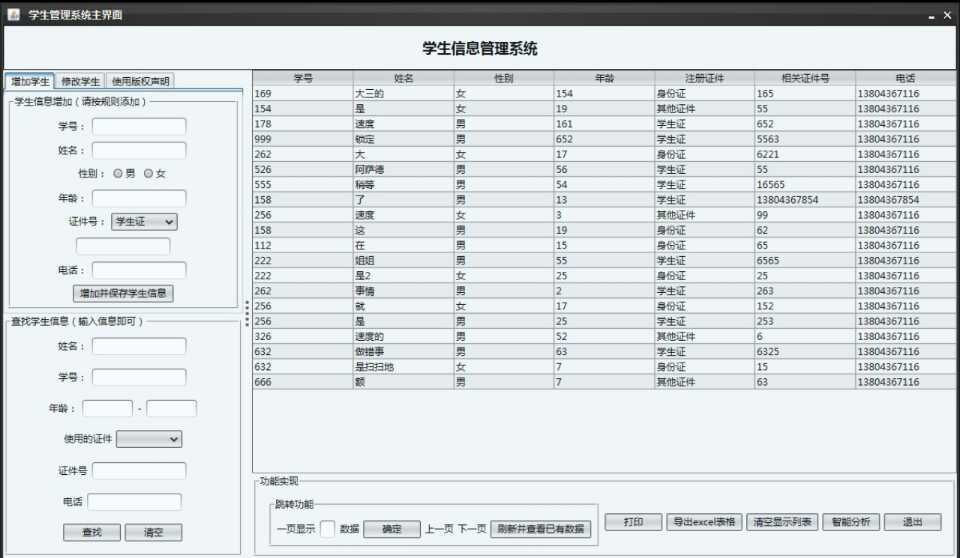 学生管理系统主界面
学生信息管理系统
增加学生 修改学生 使用版权声明
学生信息增加（请按规则添加）
学号：
姓名：
性别： 男 女
年龄：
证件号： 学生证
电话：
增加并保存学生信息
查找学生信息（输入信息即可）
姓名：
学号：
年龄： -
使用的证件
证件号
电话
查找 清空
学号 姓名 性别 年龄 注册证件 相关证件号 电话
169 大三的 女 154 身份证 165 13804367116
154 是 女 19 其他证件 55 13804367116
178 速度 男 161 学生证 652 13804367116
999 锁定 男 652 学生证 5563 13804367116
262 大 女 17 身份证 6221 13804367116
526 阿萨德 男 56 学生证 55 13804367116
555 稍等 男 54 学生证 16565 13804367116
158 了 男 13 学生证 13804367854 13804367854
256 速度 女 3 其他证件 99 13804367116
158 这 男 19 身份证 62 13804367116
112 在 男 15 身份证 65 13804367116
222 姐姐 男 55 学生证 6565 13804367116
222 是2 女 25 身份证 25 13804367116
262 事情 男 2 学生证 263 13804367116
256 就 女 17 身份证 152 13804367116
256 是 男 25 学生证 253 13804367116
326 速度的 男 52 其他证件 6 13804367116
632 做错事 男 63 学生证 6325 13804367116
632 是扫扫地 女 7 身份证 15 13804367116
666 额 男 7 其他证件 63 13804367116
功能实现
跳转功能
一页显示 数据 确定 上一页 下一页 刷新并查看已有数据
打印 导出excel表格 清空显示列表 智能分析 退出